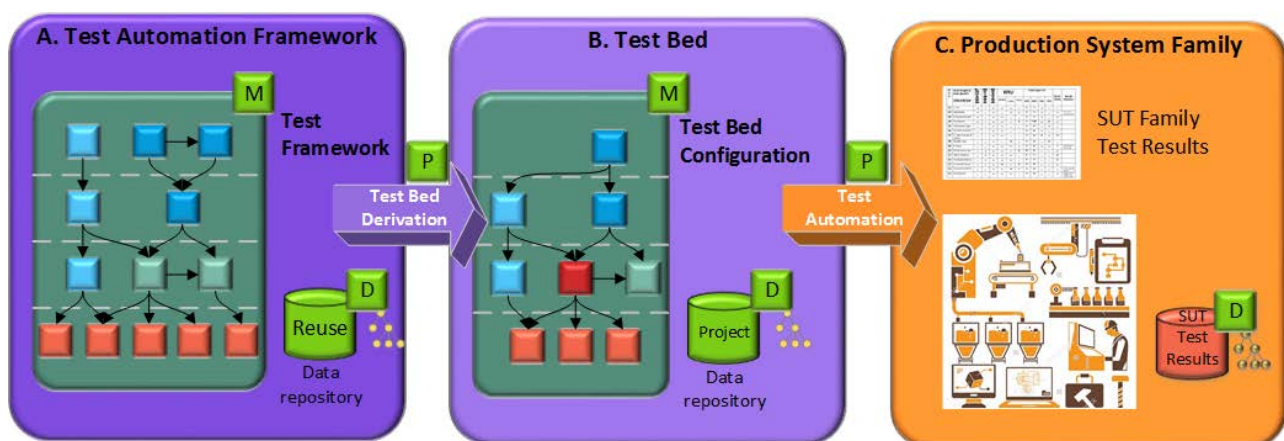 A. Test Automation Framework
M
Test
Framework
D
Reuse
Data
repository
P
Test Bed
Derivation
B. Test Bed
M
Test Bed
Configuration
D
Project
Data
repository
P
Test
Automation
C. Production System Family
SUT Family
Test Results
D
SUT
Test
Results